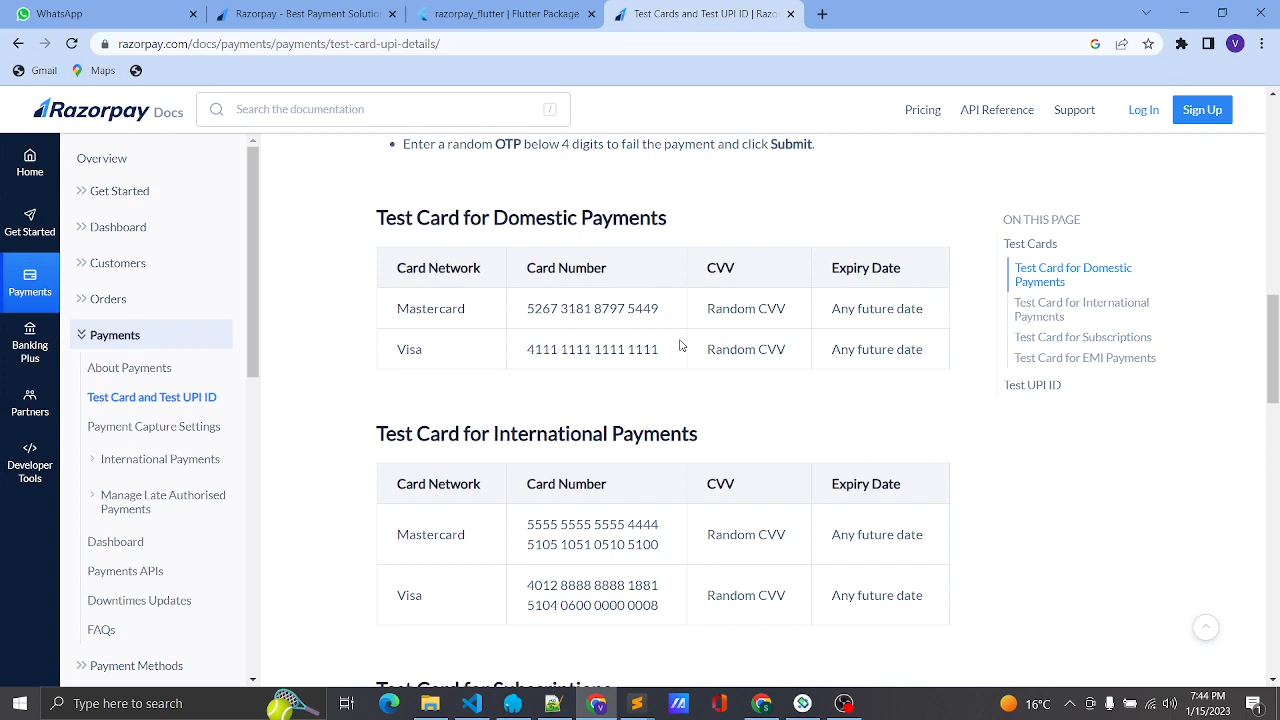 WhatsApp
Razorpay - Payment Solutio
razorpay_flutter | Flutter Packag
Test Cards and Test UPI ID | Razo
razorpay.com/docs/payments/payments/test-card-upi-details/
V
Gmail
Maps
Razorpay Docs
Search the documentation
/
Pricing
API Reference
Support
Log In
Sign Up
Home
Get Started
Payments
Banking
Plus
Partners
Developer
Tools
Overview
Get Started
Dashboard
Customers
Orders
Payments
About Payments
Test Card and Test UPI ID
Payment Capture Settings
International Payments
Manage Late Authorised
Payments
Dashboard
Payments APIs
Downtimes Updates
FAQs
Payment Methods
• Enter a random OTP below 4 digits to fail the payment and click Submit.
Test Card for Domestic Payments
Card Network Card Number CVV Expiry Date
Mastercard 5267 3181 8797 5449 Random CVV Any future date
Visa 4111 1111 1111 1111 Random CVV Any future date
Test Card for International Payments
Card Network Card Number CVV Expiry Date
Mastercard 5555 5555 5555 4444 Random CVV Any future date
5105 1051 0510 5100
Visa 4012 8888 8888 1881 Random CVV Any future date
5104 0600 0000 0008
Test Card for Subscriptions
ON THIS PAGE
Test Cards
Test Card for Domestic
Payments
Test Card for International
Payments
Test Card for Subscriptions
Test Card for EMI Payments
Test UPI ID
Type here to search
16°C
7:44 PM
1/15/2023